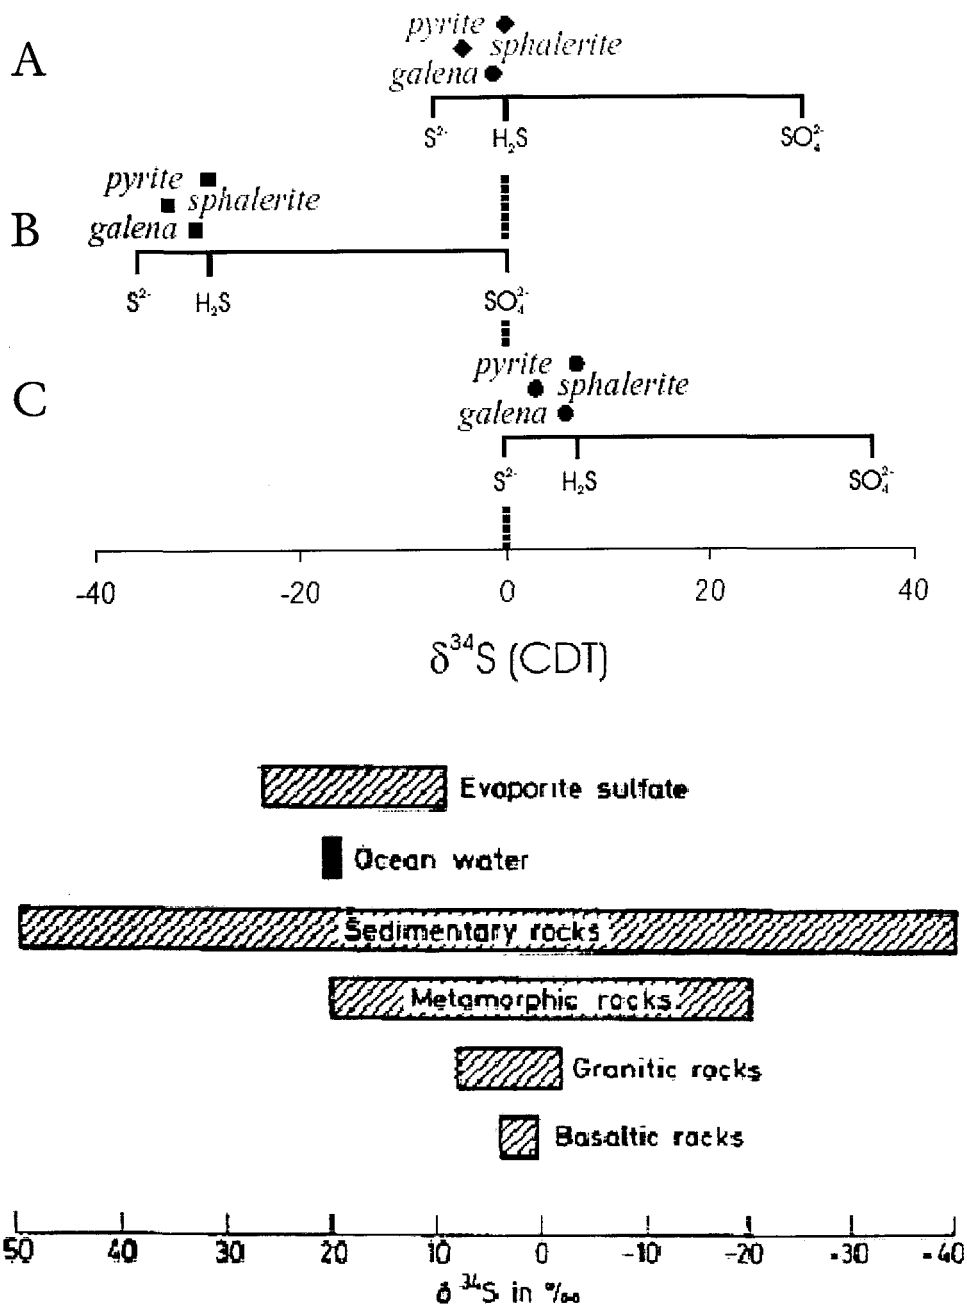 A
pyrite
sphalerite
galena
S²⁻ H₂S SO₄²⁻
B
pyrite
sphalerite
galena
S²⁻ H₂S SO₄²⁻
C
pyrite
sphalerite
galena
S²⁻ H₂S SO₄²⁻
-40 -20 0 20 40
δ³⁴S (CDT)
Evaporite sulfate
Ocean water
Sedimentary rocks
Metamorphic rocks.
Granitic rocks
Basaltic rocks
50 40 30 20 10 0 -10 -20 -30 -40
δ ³⁴S in ‰